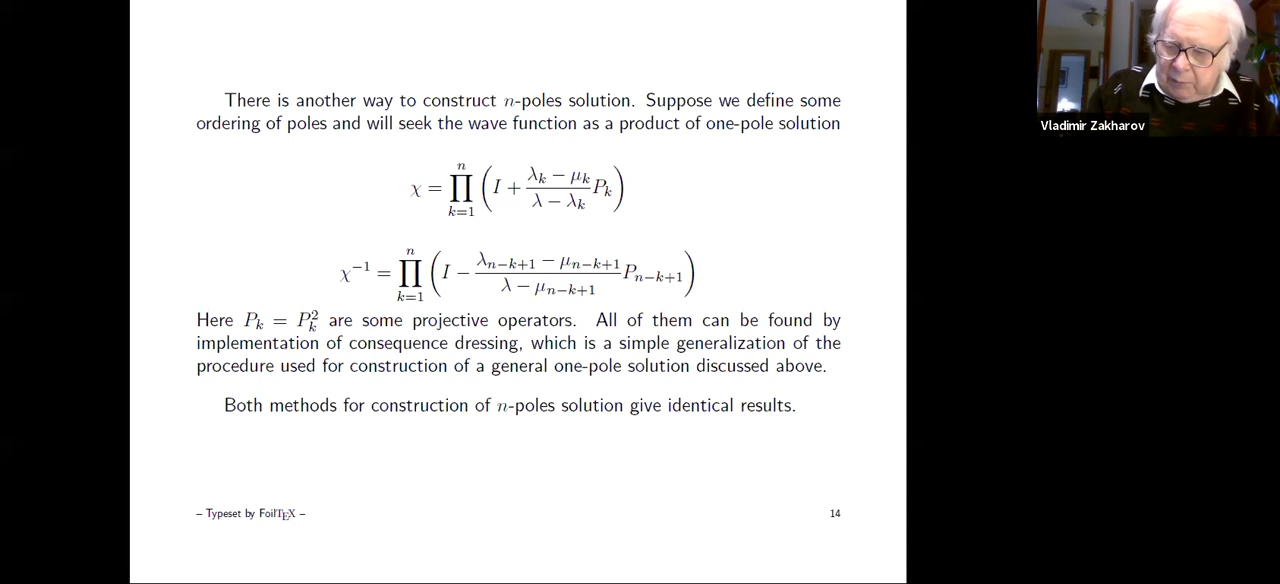 There is another way to construct n-poles solution. Suppose we define some
ordering of poles and will seek the wave function as a product of one-pole solution
χ = ∏_{k=1}^{n} (I + \frac{λ_k − μ_k}{λ − λ_k} P_k)
χ^{−1} = ∏_{k=1}^{n} (I − \frac{λ_{n−k+1} − μ_{n−k+1}}{λ − μ_{n−k+1}} P_{n−k+1})
Here P_k = P_k^2 are some projective operators. All of them can be found by
implementation of consequence dressing, which is a simple generalization of the
procedure used for construction of a general one-pole solution discussed above.
Both methods for construction of n-poles solution give identical results.
– Typeset by FoilTEX –
14
Vladimir Zakharov